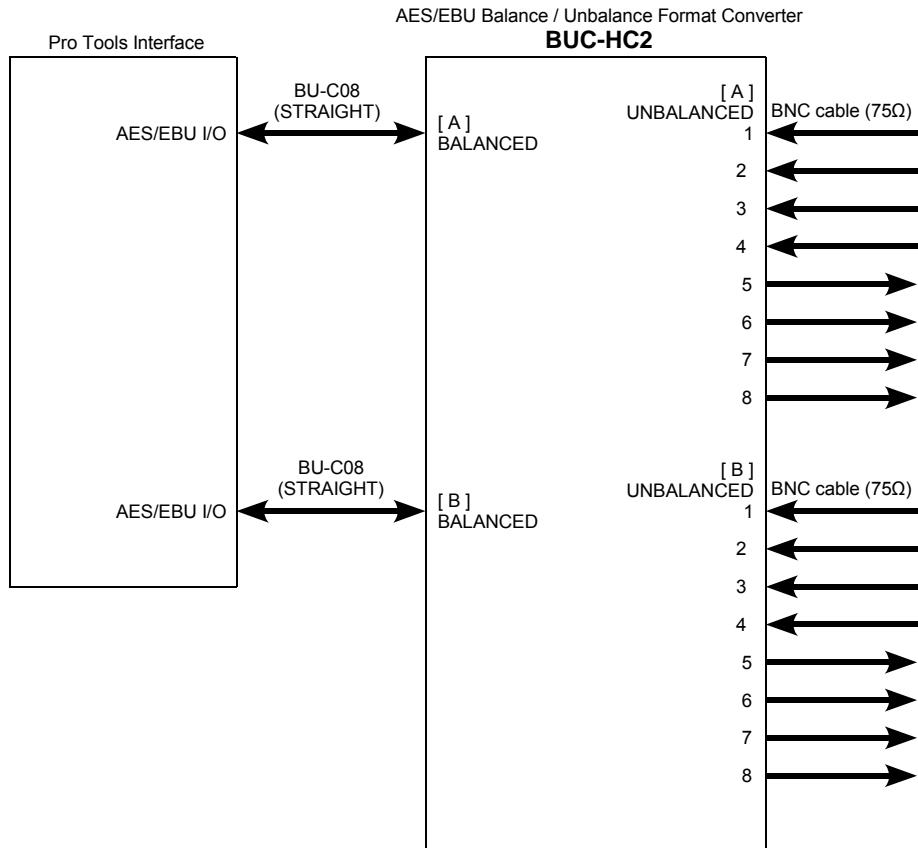 AES/EBU Balance / Unbalance Format Converter
BUC-HC2
Pro Tools Interface
BU-C08
(STRAIGHT)
AES/EBU I/O
[ A ]
BALANCED
[ A ]
UNBALANCED
BNC cable (75Ω)
1
2
3
4
5
6
7
8
BU-C08
(STRAIGHT)
AES/EBU I/O
[ B ]
BALANCED
[ B ]
UNBALANCED
BNC cable (75Ω)
1
2
3
4
5
6
7
8